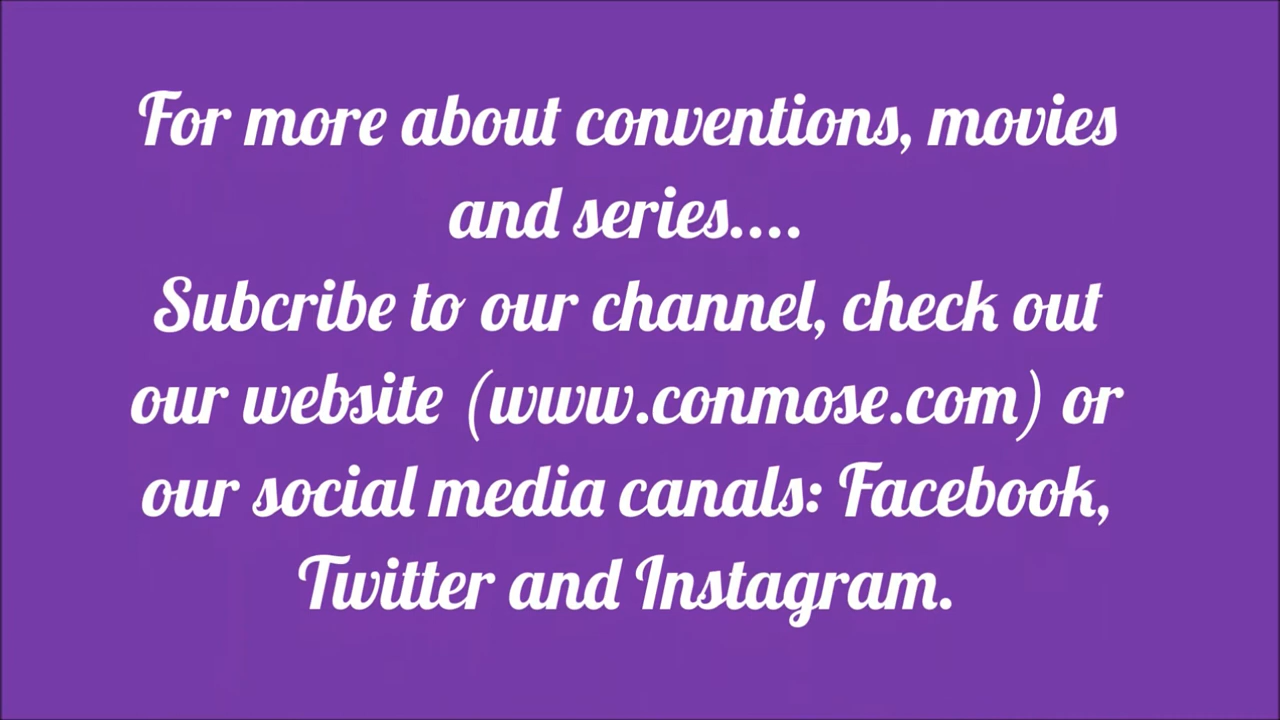 For more about conventions, movies
and series....
Subcribe to our channel, check out
our website (www.conmose.com) or
our social media canals: Facebook,
Twitter and Instagram.